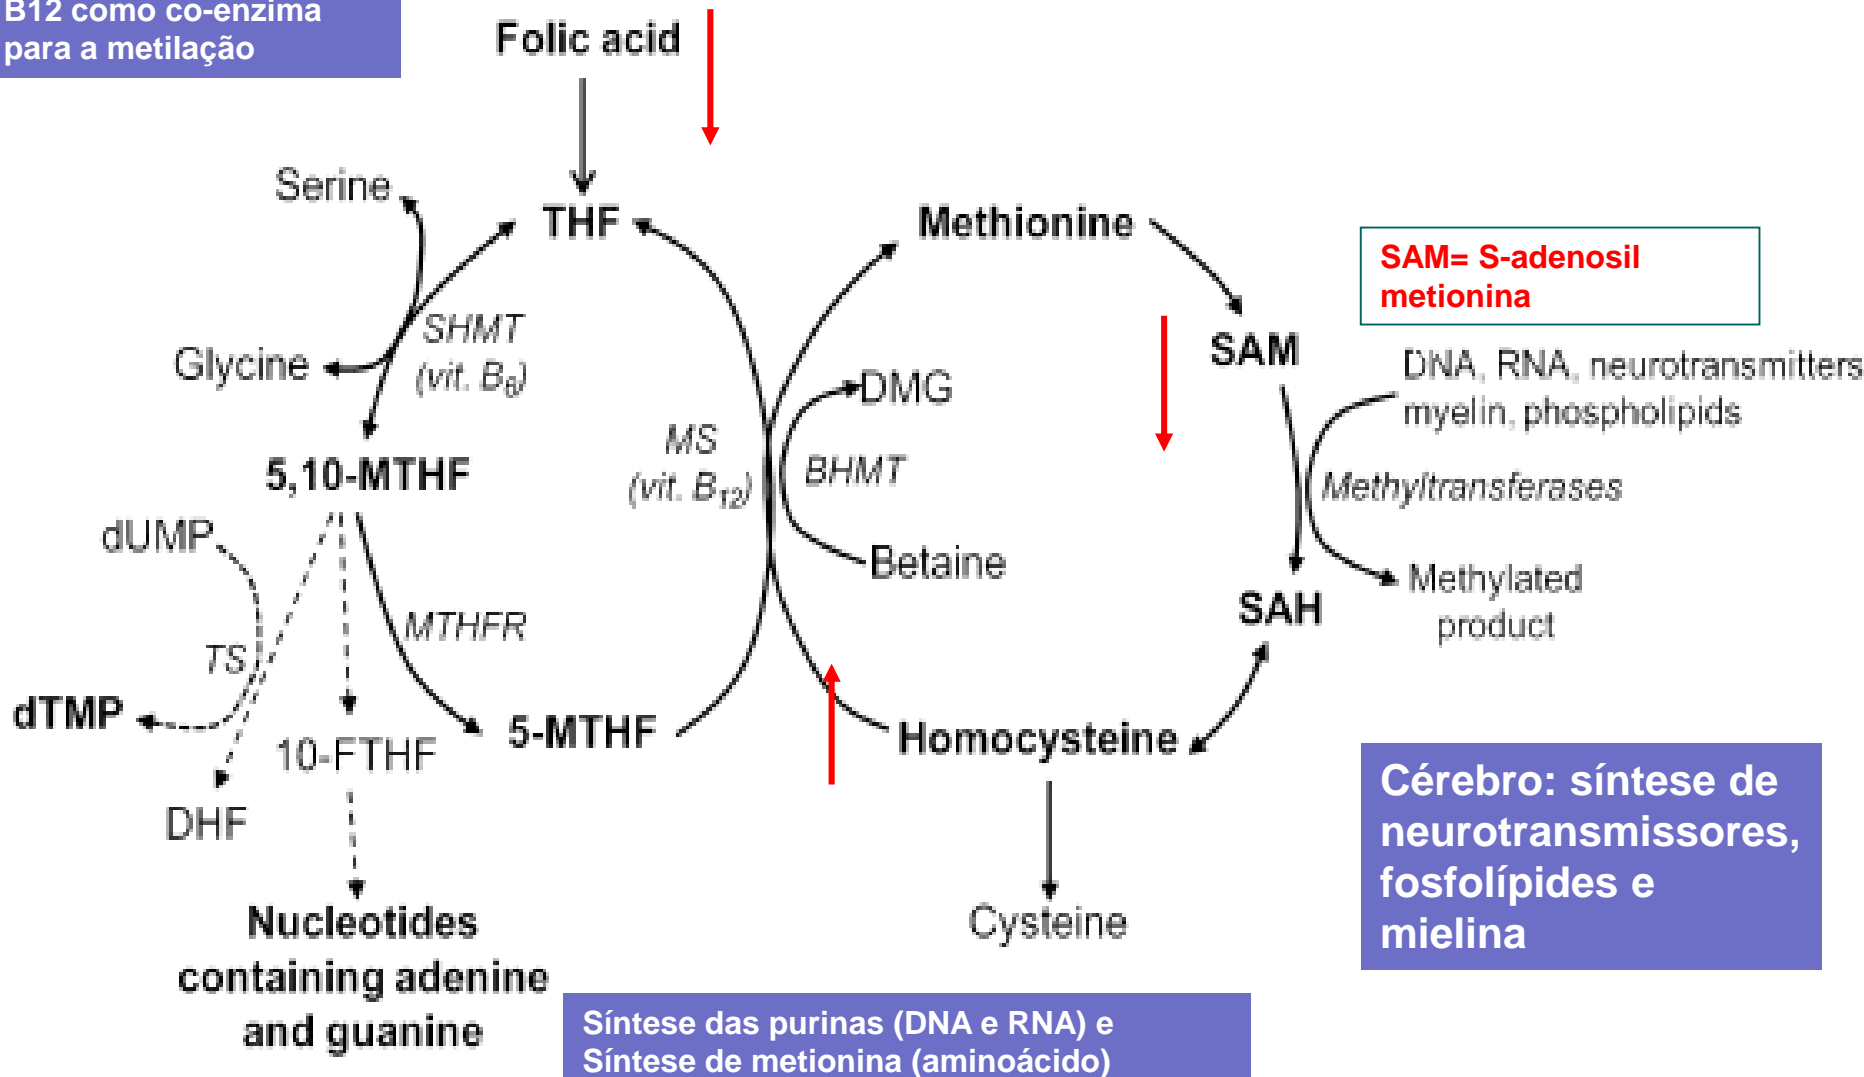 B12 como co-enzima
para a metilação
Folic acid
Serine
THF
Methionine
SAM= S-adenosil
metionina
SHMT
(vit. B6)
Glycine
SAM
DNA, RNA, neurotransmitters
myelin, phospholipids
DMG
MS
(vit. B12)
BHMT
5,10-MTHF
Methyltransferases
dUMP
Betaine
Methylated
product
SAH
MTHFR
TS
dTMP
5-MTHF
Homocysteine
10-FTHF
DHF
Cérebro: síntese de
neurotransmissores,
fosfolípides e
mielina
Cysteine
Nucleotides
containing adenine
and guanine
Síntese das purinas (DNA e RNA) e
Síntese de metionina (aminoácido)